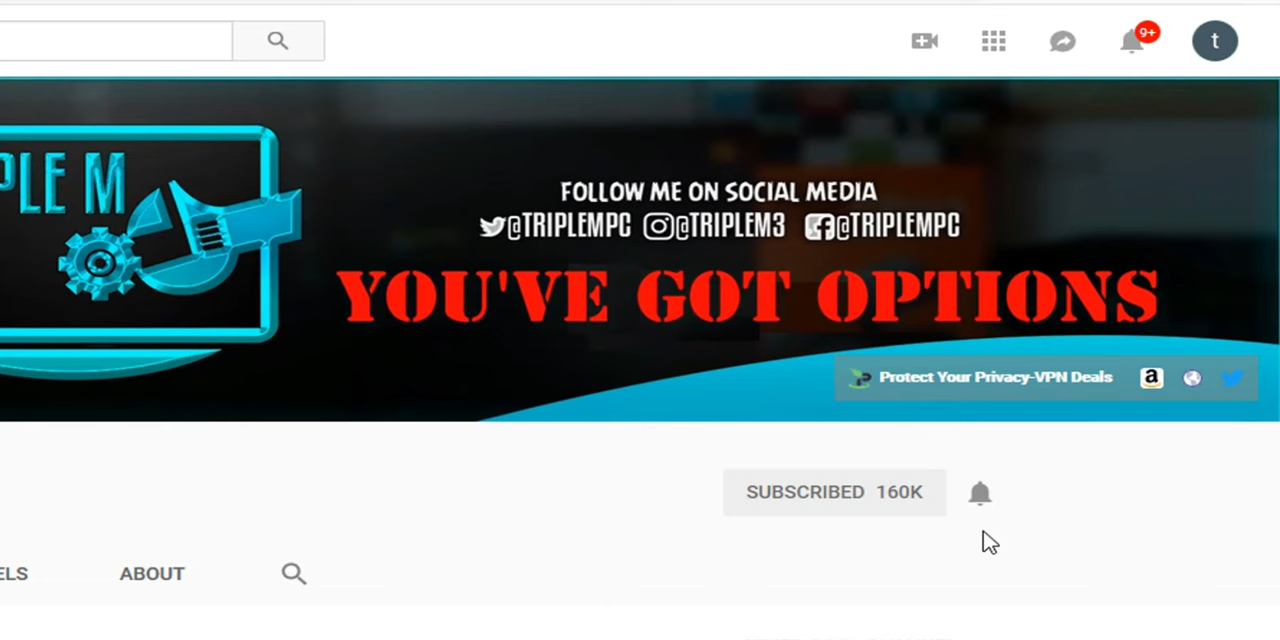 9+
t
PLE M
FOLLOW ME ON SOCIAL MEDIA
@TRIPLEMPC @TRIPLEM3 @TRIPLEMPC
YOU'VE GOT OPTIONS
Protect Your Privacy-VPN Deals
SUBSCRIBED 160K
ELS ABOUT